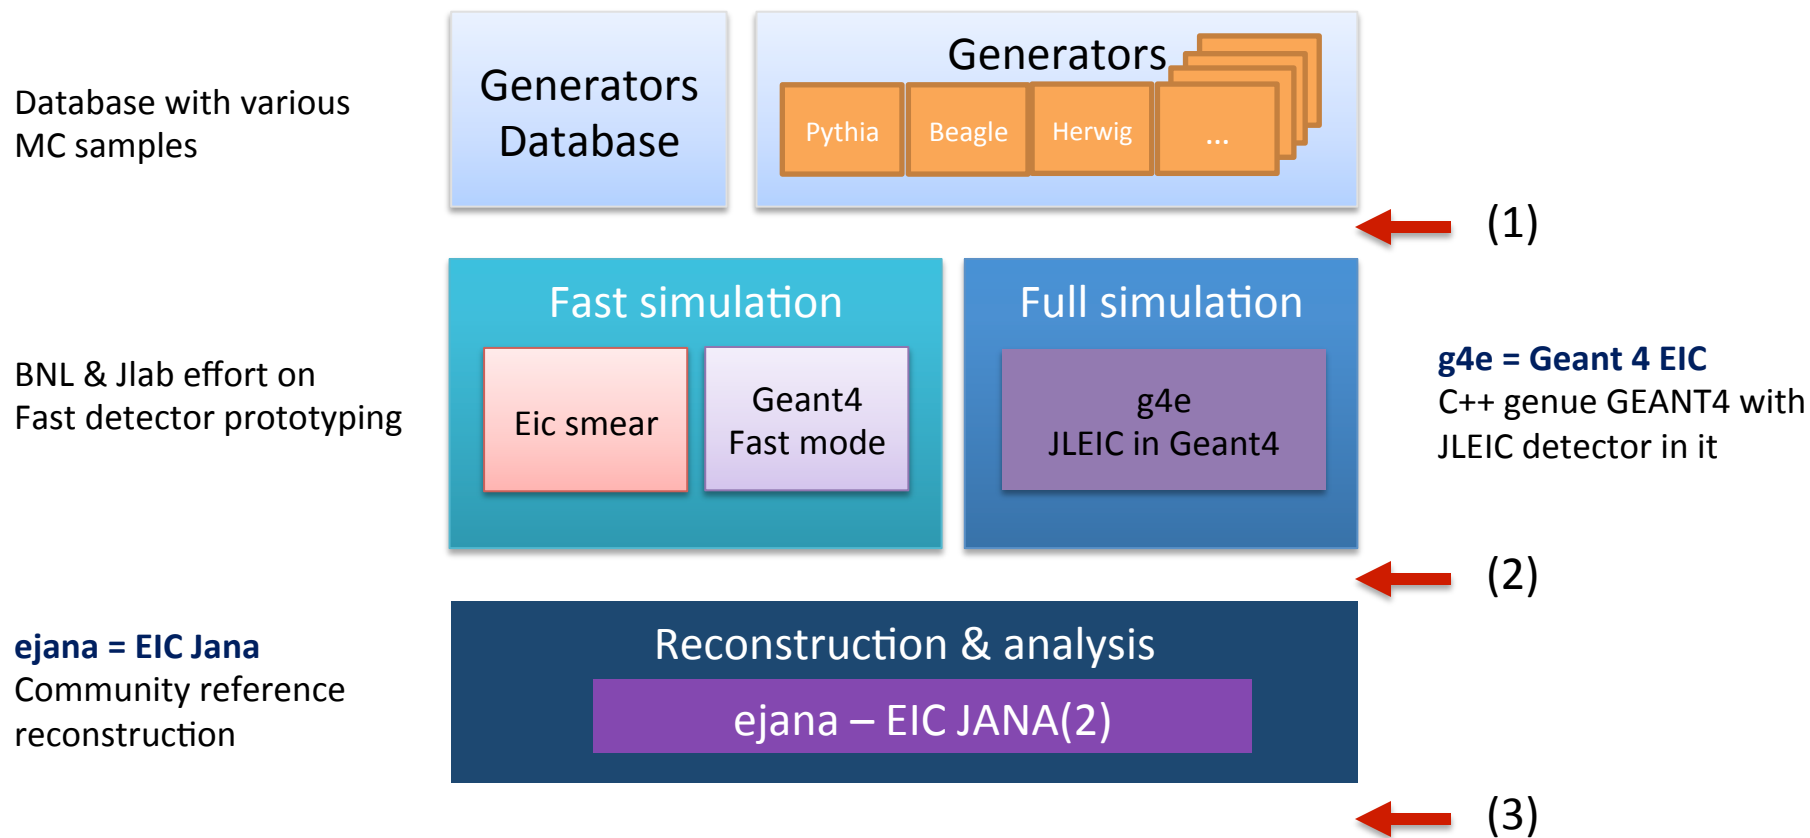 Database with various
MC samples
Generators
Database
Generators
Pythia
Beagle
Herwig
...
(1)
BNL & Jlab effort on
Fast detector prototyping
Fast simulation
Eic smear
Geant4
Fast mode
Full simulation
g4e
JLEIC in Geant4
g4e = Geant 4 EIC
C++ genue GEANT4 with
JLEIC detector in it
(2)
ejana = EIC Jana
Community reference
reconstruction
Reconstruction & analysis
ejana – EIC JANA(2)
(3)